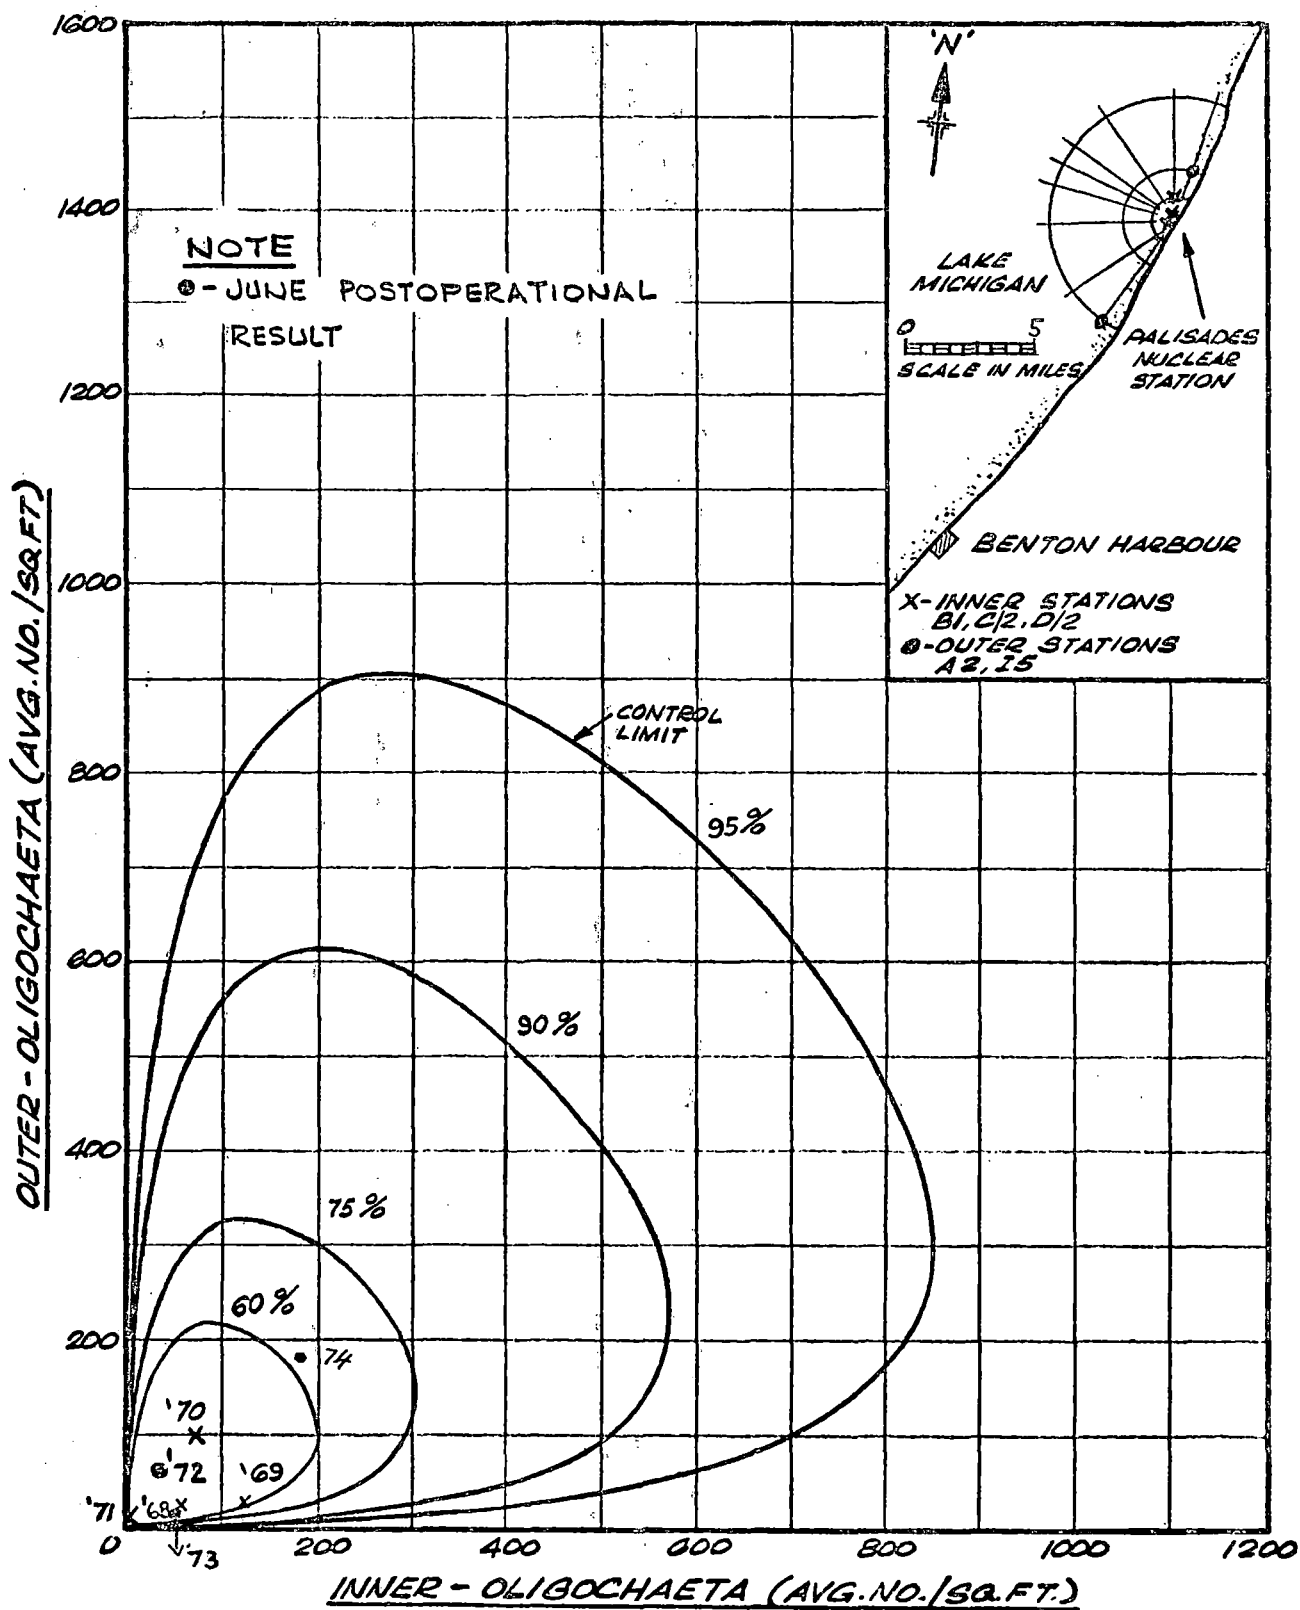 1600
1400
1200
1000
800
600
400
200
OUTER - OLIGOCHAETA (AVG. NO. / SQ. FT)
NOTE
- JUNE POSTOPERATIONAL
RESULT
'N'
LAKE
MICHIGAN
0 5
SCALE IN MILES
PALISADES
NUCLEAR
STATION
BENTON HARBOUR
X - INNER STATIONS
B1, C/2, D/2
- OUTER STATIONS
A2, I5
CONTROL
LIMIT
95%
90%
75%
60%
74
'70
'72
'69
'71
'68
'73
0 200 400 600 800 1000 1200
INNER - OLIGOCHAETA (AVG. NO. / SQ. FT.)